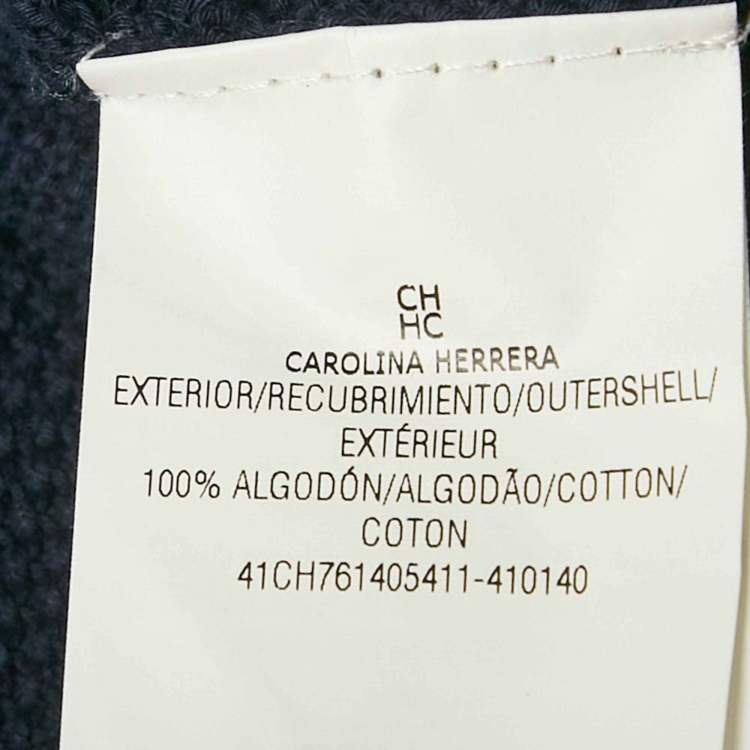 CH
HC
CAROLINA HERRERA
EXTERIOR/RECUBRIMIENTO/OUTERSHELL/
EXTÉRIEUR
100% ALGODÓN/ALGODÃO/COTTON/
COTON
41CH761405411-410140